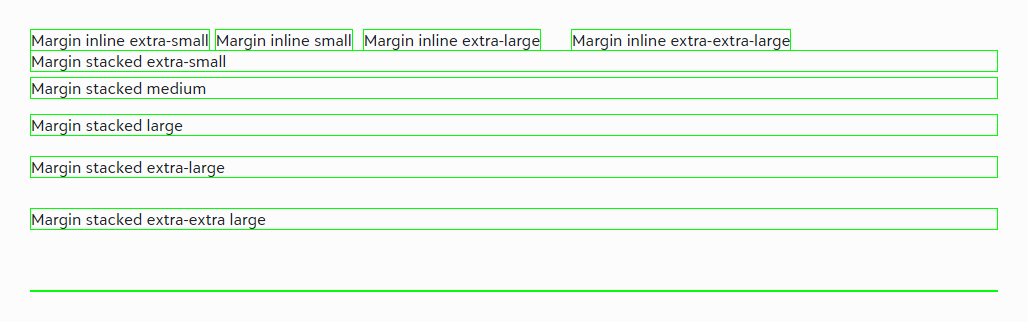 Margin inline extra-small Margin inline small Margin inline extra-large Margin inline extra-extra-large
Margin stacked extra-small
Margin stacked medium
Margin stacked large
Margin stacked extra-large
Margin stacked extra-extra large